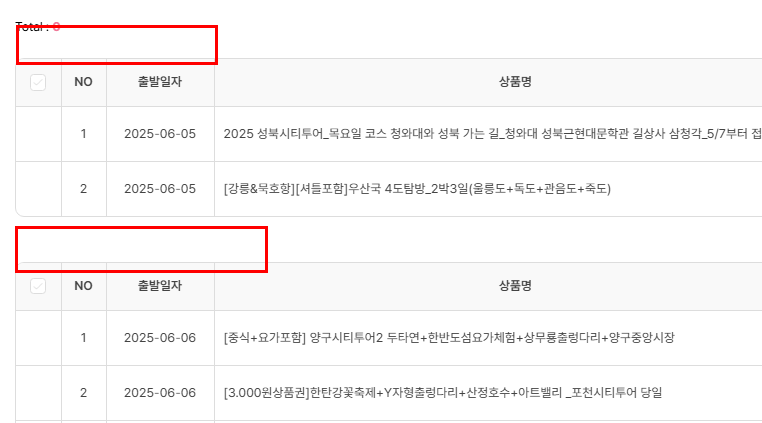 Total : 0
NO 출발일자 상품명
1 2025-06-05 2025 성북시티투어_목요일 코스 청와대와 성북 가는 길_청와대 성북근현대문학관 길상사 삼청각_5/7부터 접
2 2025-06-05 [강릉&묵호항][셔틀포함]우산국 4도탐방_2박3일(울릉도+독도+관음도+죽도)
NO 출발일자 상품명
1 2025-06-06 [중식+요가포함] 양구시티투어2 두타연+한반도섬요가체험+상무룡출렁다리+양구중앙시장
2 2025-06-06 [3.000원상품권]한탄강꽃축제+Y자형출렁다리+산정호수+아트밸리 _포천시티투어 당일